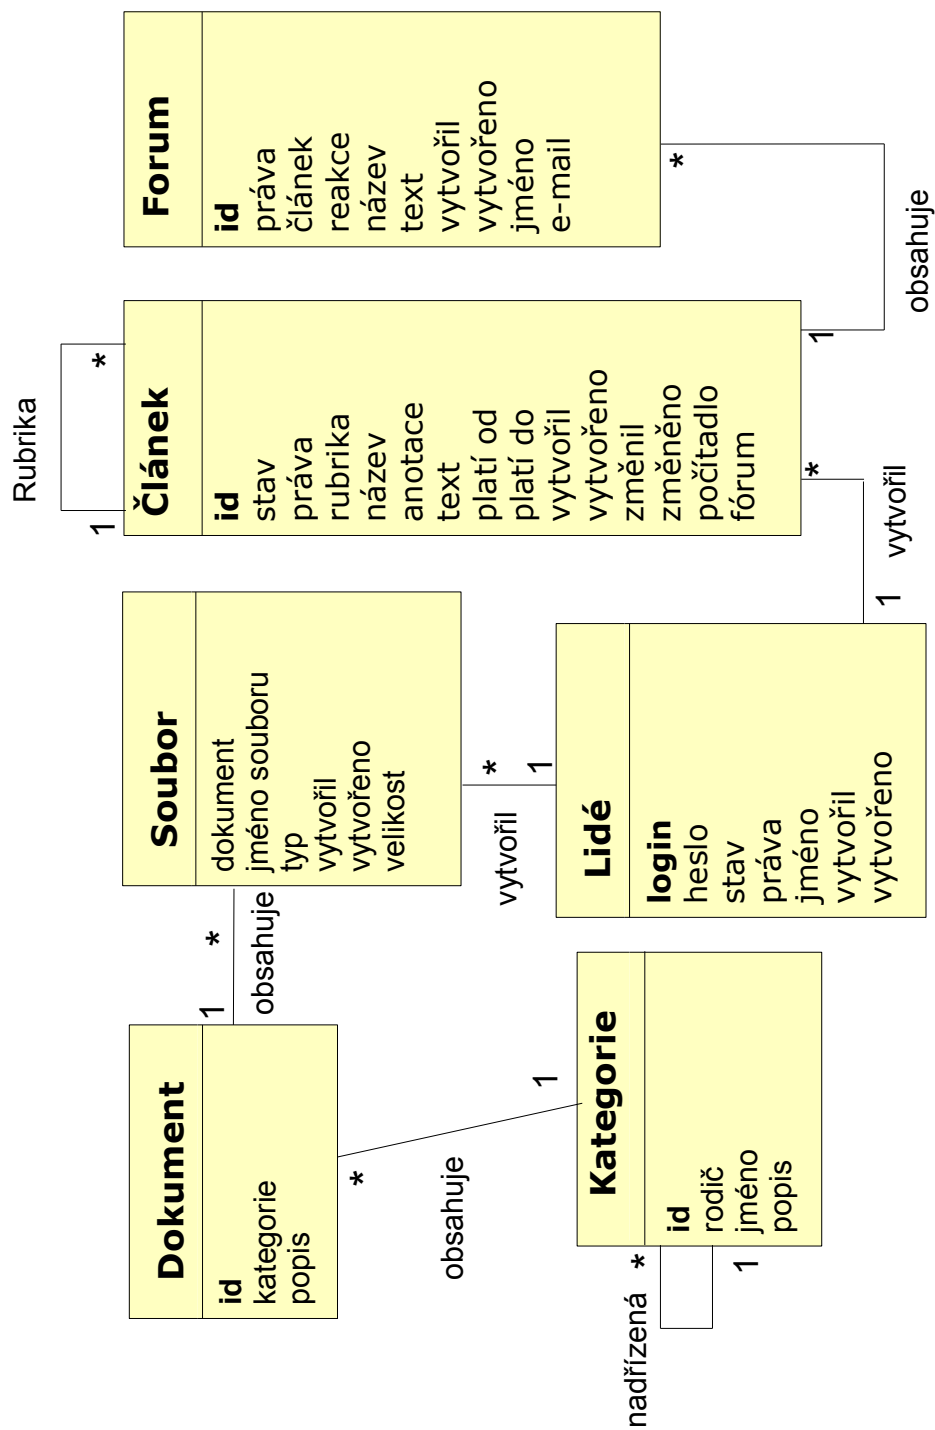 Rubrika
1
*
Dokument
id
kategorie
popis
1
*
obsahuje
Soubor
dokument
jméno souboru
typ
vytvořil
vytvořeno
velikost
Článek
id
stav
práva
rubrika
název
anotace
text
platí od
platí do
vytvořil
vytvořeno
změnil
změněno
počítadlo
fórum
Forum
id
práva
článek
reakce
název
text
vytvořil
vytvořeno
jméno
e-mail
*
obsahuje
1
*
vytvořil
1
Kategorie
id
rodič
jméno
popis
nadřízená
*
1
Lidé
login
heslo
stav
práva
jméno
vytvořil
vytvořeno
*
vytvořil
1
*
1
obsahuje